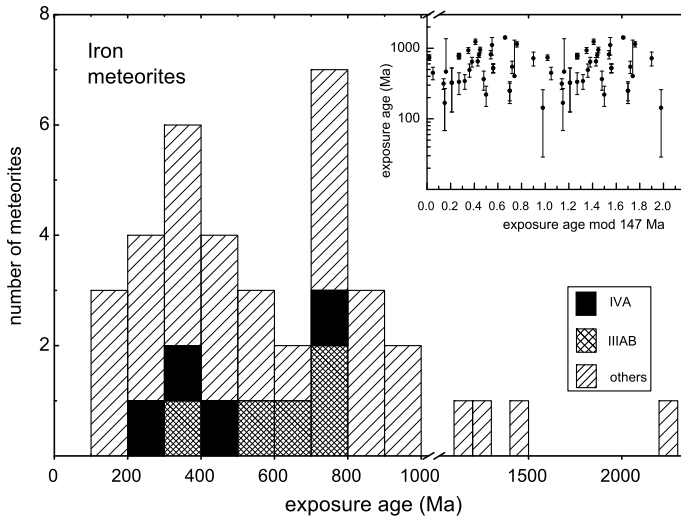 Iron
meteorites
number of meteorites
8
6
4
2
0 200 400 600 800 1000 1500 2000
exposure age (Ma)
exposure age (Ma)
1000
100
0.0 0.2 0.4 0.6 0.8 1.0 1.2 1.4 1.6 1.8 2.0
exposure age mod 147 Ma
IVA
IIIAB
others